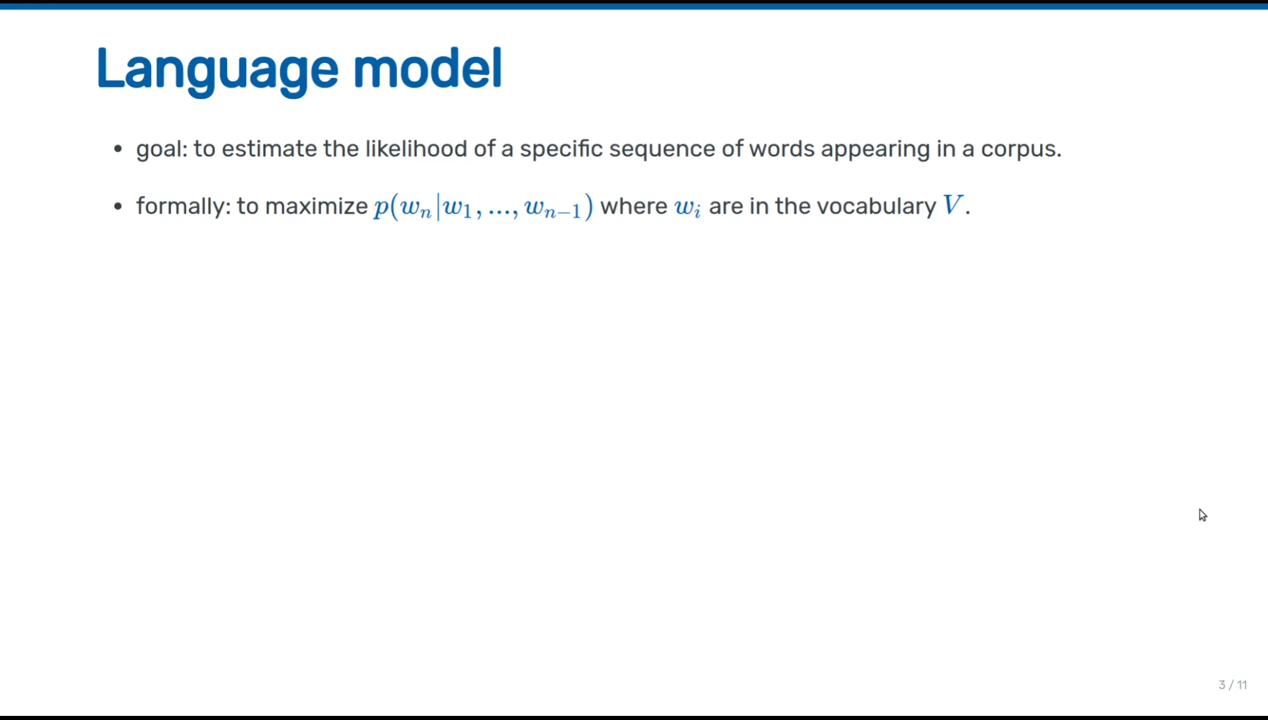 Language model
• goal: to estimate the likelihood of a specific sequence of words appearing in a corpus.
• formally: to maximize p(wₙ|w₁, ..., wₙ₋₁) where wᵢ are in the vocabulary V.
3 / 11